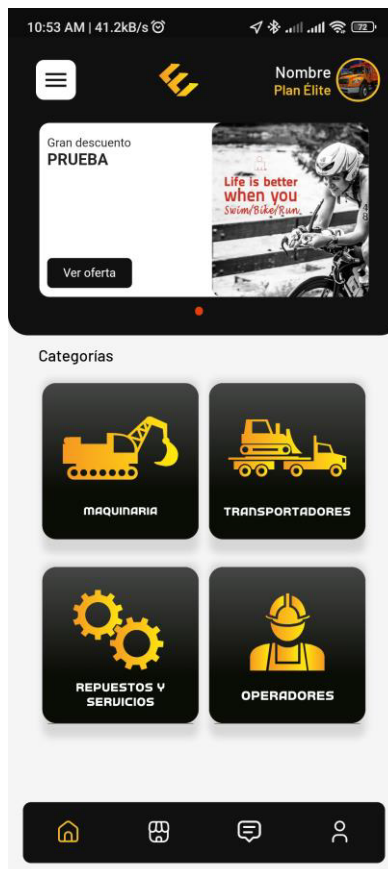 10:53 AM | 41.2kB/s
72
Nombre
Plan Élite
Gran descuento
PRUEBA
Life is better
when you
Swim/Bike/Run.
Ver oferta
Categorías
MAQUINARIA
TRANSPORTADORES
REPUESTOS Y
SERVICIOS
OPERADORES